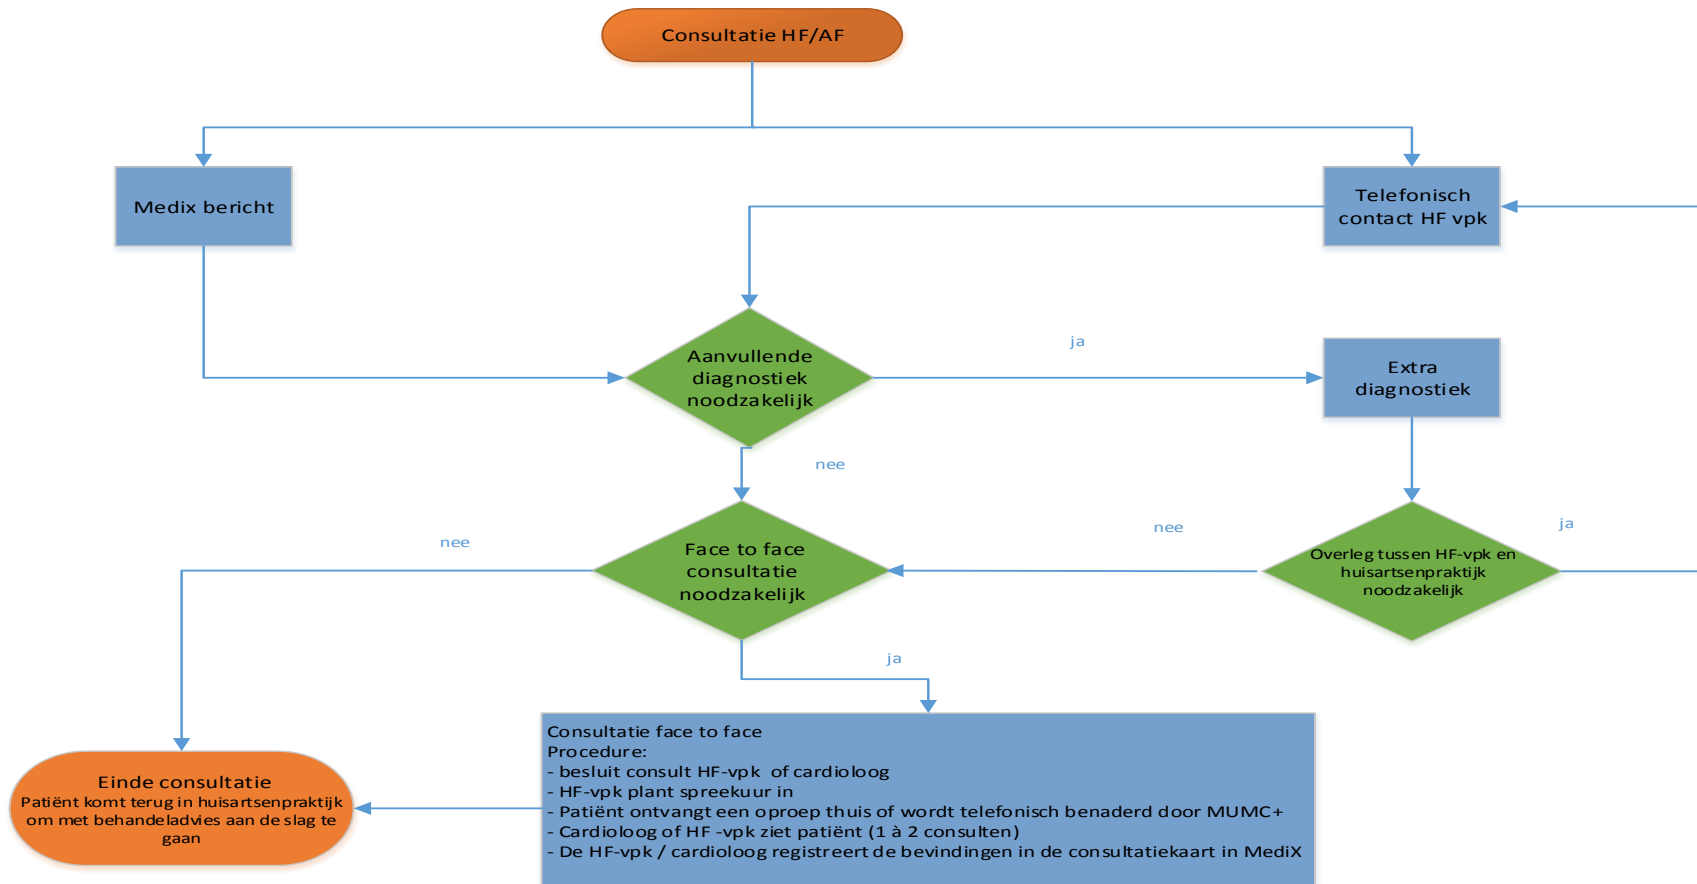 Consultatie HF/AF
Medix bericht
Telefonisch
contact HF vpk
Aanvullende
diagnostiek
noodzakelijk
ja
Extra
diagnostiek
nee
Face to face
consultatie
noodzakelijk
nee
nee
Overleg tussen HF-vpk en
huisartsenpraktijk
noodzakelijk
ja
ja
Consultatie face to face
Procedure:
- besluit consult HF-vpk of cardioloog
- HF-vpk plant spreekuur in
- Patiënt ontvangt een oproep thuis of wordt telefonisch benaderd door MUMC+
- Cardioloog of HF -vpk ziet patiënt (1 à 2 consulten)
- De HF-vpk / cardioloog registreert de bevindingen in de consultatiekaart in MediX
Einde consultatie
Patiënt komt terug in huisartsenpraktijk
om met behandeladvies aan de slag te
gaan